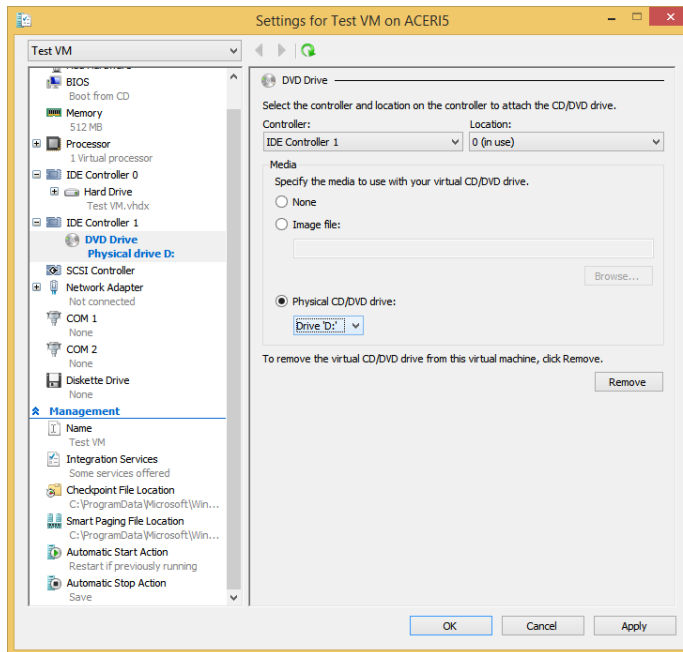 Settings for Test VM on ACERI5
Test VM
BIOS
Boot from CD
Memory
512 MB
Processor
1 Virtual processor
IDE Controller 0
Hard Drive
Test VM.vhdx
IDE Controller 1
DVD Drive
Physical drive D:
SCSI Controller
Network Adapter
Not connected
COM 1
None
COM 2
None
Diskette Drive
None
Management
Name
Test VM
Integration Services
Some services offered
Checkpoint File Location
C:\ProgramData\Microsoft\Win...
Smart Paging File Location
C:\ProgramData\Microsoft\Win...
Automatic Start Action
Restart if previously running
Automatic Stop Action
Save
DVD Drive
Select the controller and location on the controller to attach the CD/DVD drive.
Controller: Location:
IDE Controller 1 0 (in use)
Media
Specify the media to use with your virtual CD/DVD drive.
None
Image file:
Browse...
Physical CD/DVD drive:
Drive 'D:'
To remove the virtual CD/DVD drive from this virtual machine, click Remove.
Remove
OK Cancel Apply